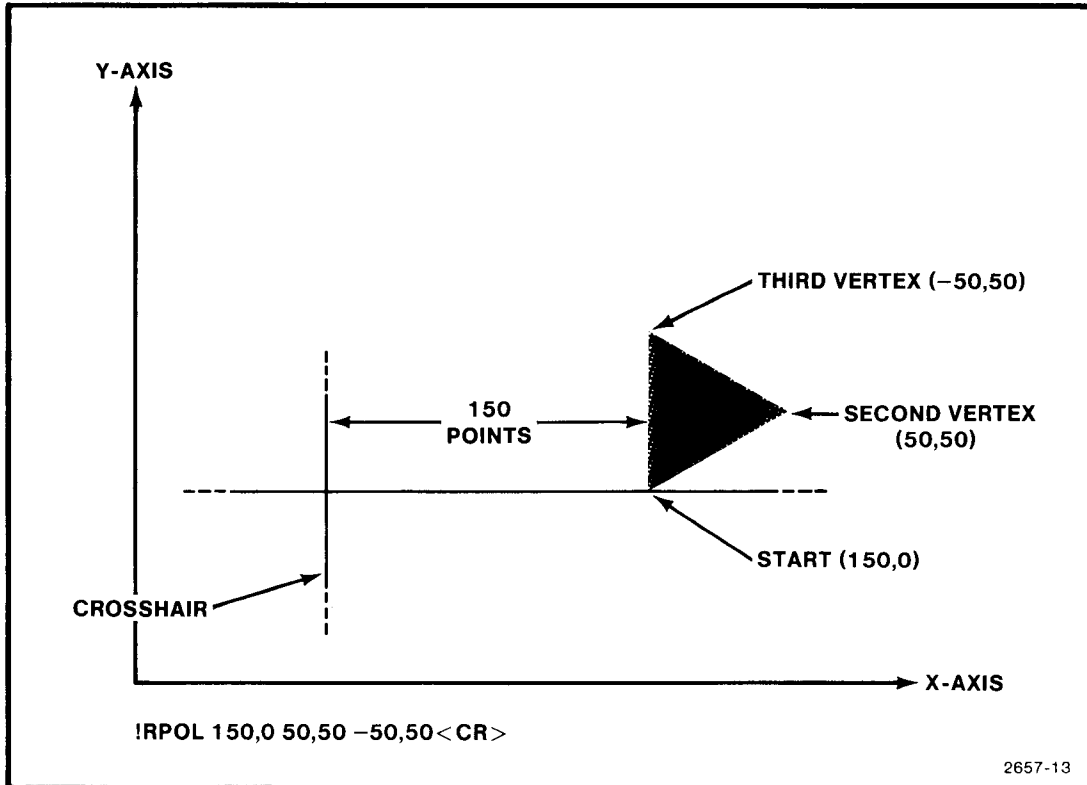 Y-AXIS
THIRD VERTEX (−50,50)
150
POINTS
SECOND VERTEX
(50,50)
START (150,0)
CROSSHAIR
X-AXIS
!RPOL 150,0 50,50 −50,50<CR>
2657-13